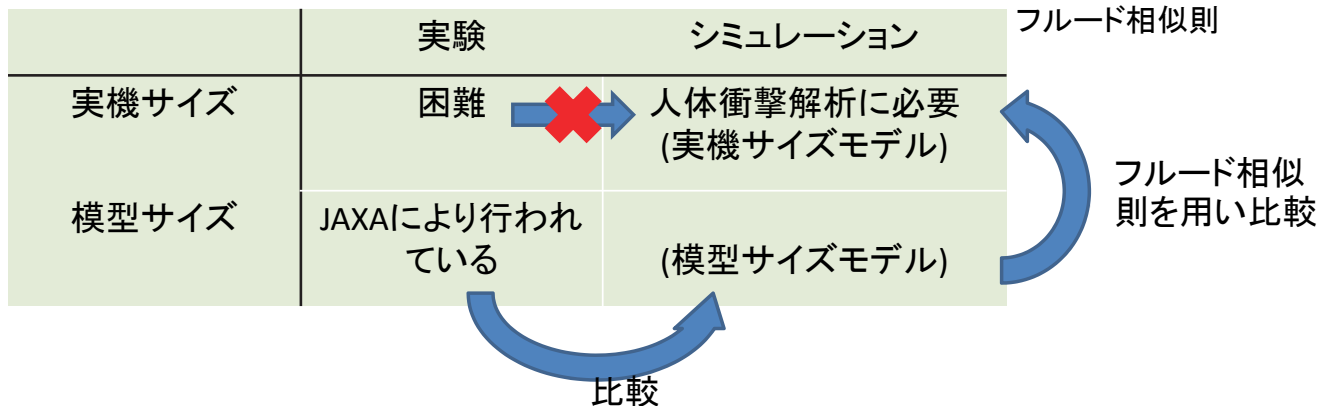 フルード相似則
実験
シミュレーション
実機サイズ
困難
人体衝撃解析に必要
(実機サイズモデル)
模型サイズ
JAXAにより行われ
ている
(模型サイズモデル)
フルード相似
則を用い比較
比較